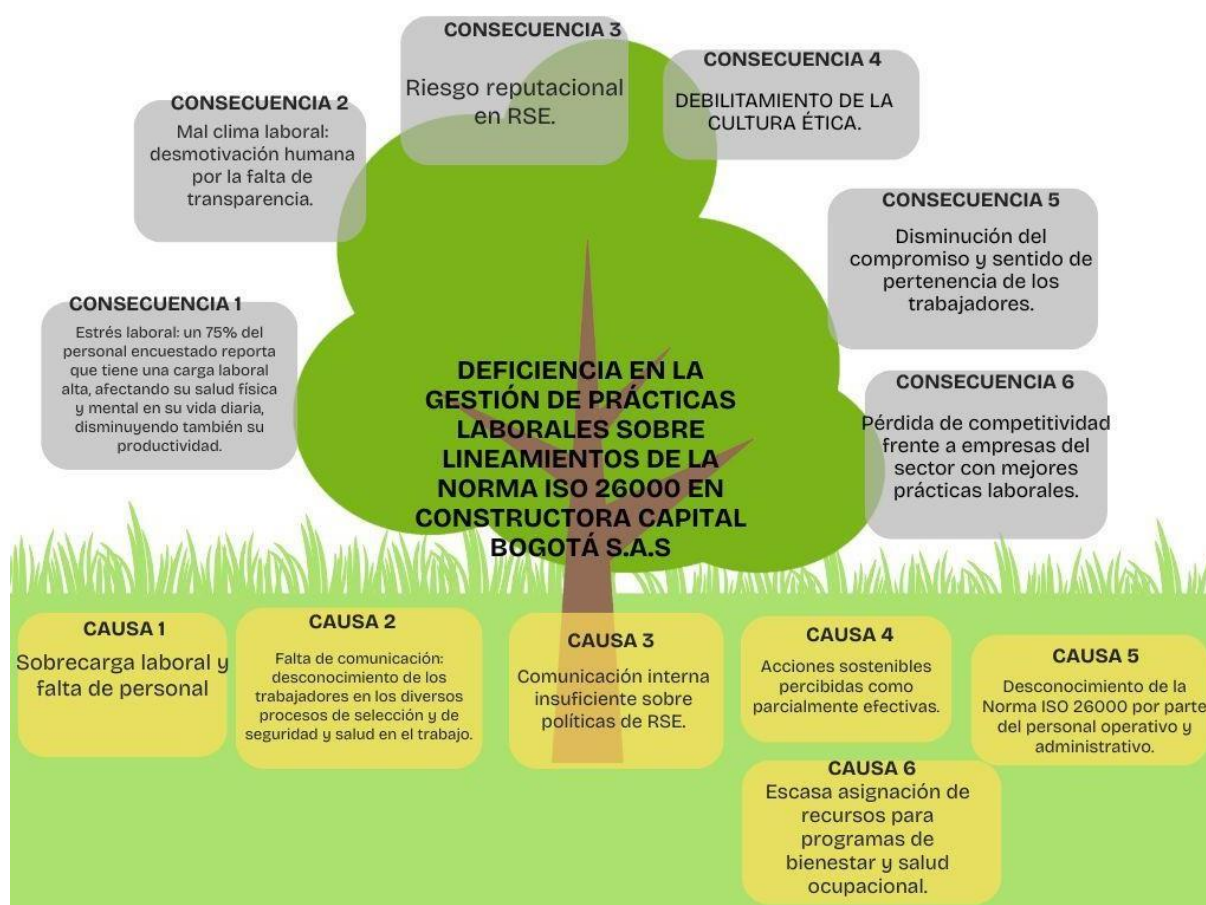 CONSECUENCIA 3
Riesgo reputacional
en RSE.
CONSECUENCIA 4
DEBILITAMIENTO DE LA
CULTURA ÉTICA.
CONSECUENCIA 2
Mal clima laboral:
desmotivación humana
por la falta de
transparencia.
CONSECUENCIA 5
Disminución del
compromiso y sentido de
pertenencia de los
trabajadores.
CONSECUENCIA 1
Estrés laboral: un 75% del
personal encuestado reporta
que tiene una carga laboral
alta, afectando su salud física
y mental en su vida diaria,
disminuyendo también su
productividad.
DEFICIENCIA EN LA
GESTIÓN DE PRÁCTICAS
LABORALES SOBRE
LINEAMIENTOS DE LA
NORMA ISO 26000 EN
CONSTRUCTORA CAPITAL
BOGOTÁ S.A.S
CONSECUENCIA 6
Pérdida de competitividad
frente a empresas del
sector con mejores
prácticas laborales.
CAUSA 1
Sobrecarga laboral y
falta de personal
CAUSA 2
Falta de comunicación:
desconocimiento de los
trabajadores en los diversos
procesos de selección y de
seguridad y salud en el trabajo.
CAUSA 3
Comunicación interna
insuficiente sobre
políticas de RSE.
CAUSA 4
Acciones sostenibles
percibidas como
parcialmente efectivas.
CAUSA 5
Desconocimiento de la
Norma ISO 26000 por parte
del personal operativo y
administrativo.
CAUSA 6
Escasa asignación de
recursos para
programas de
bienestar y salud
ocupacional.